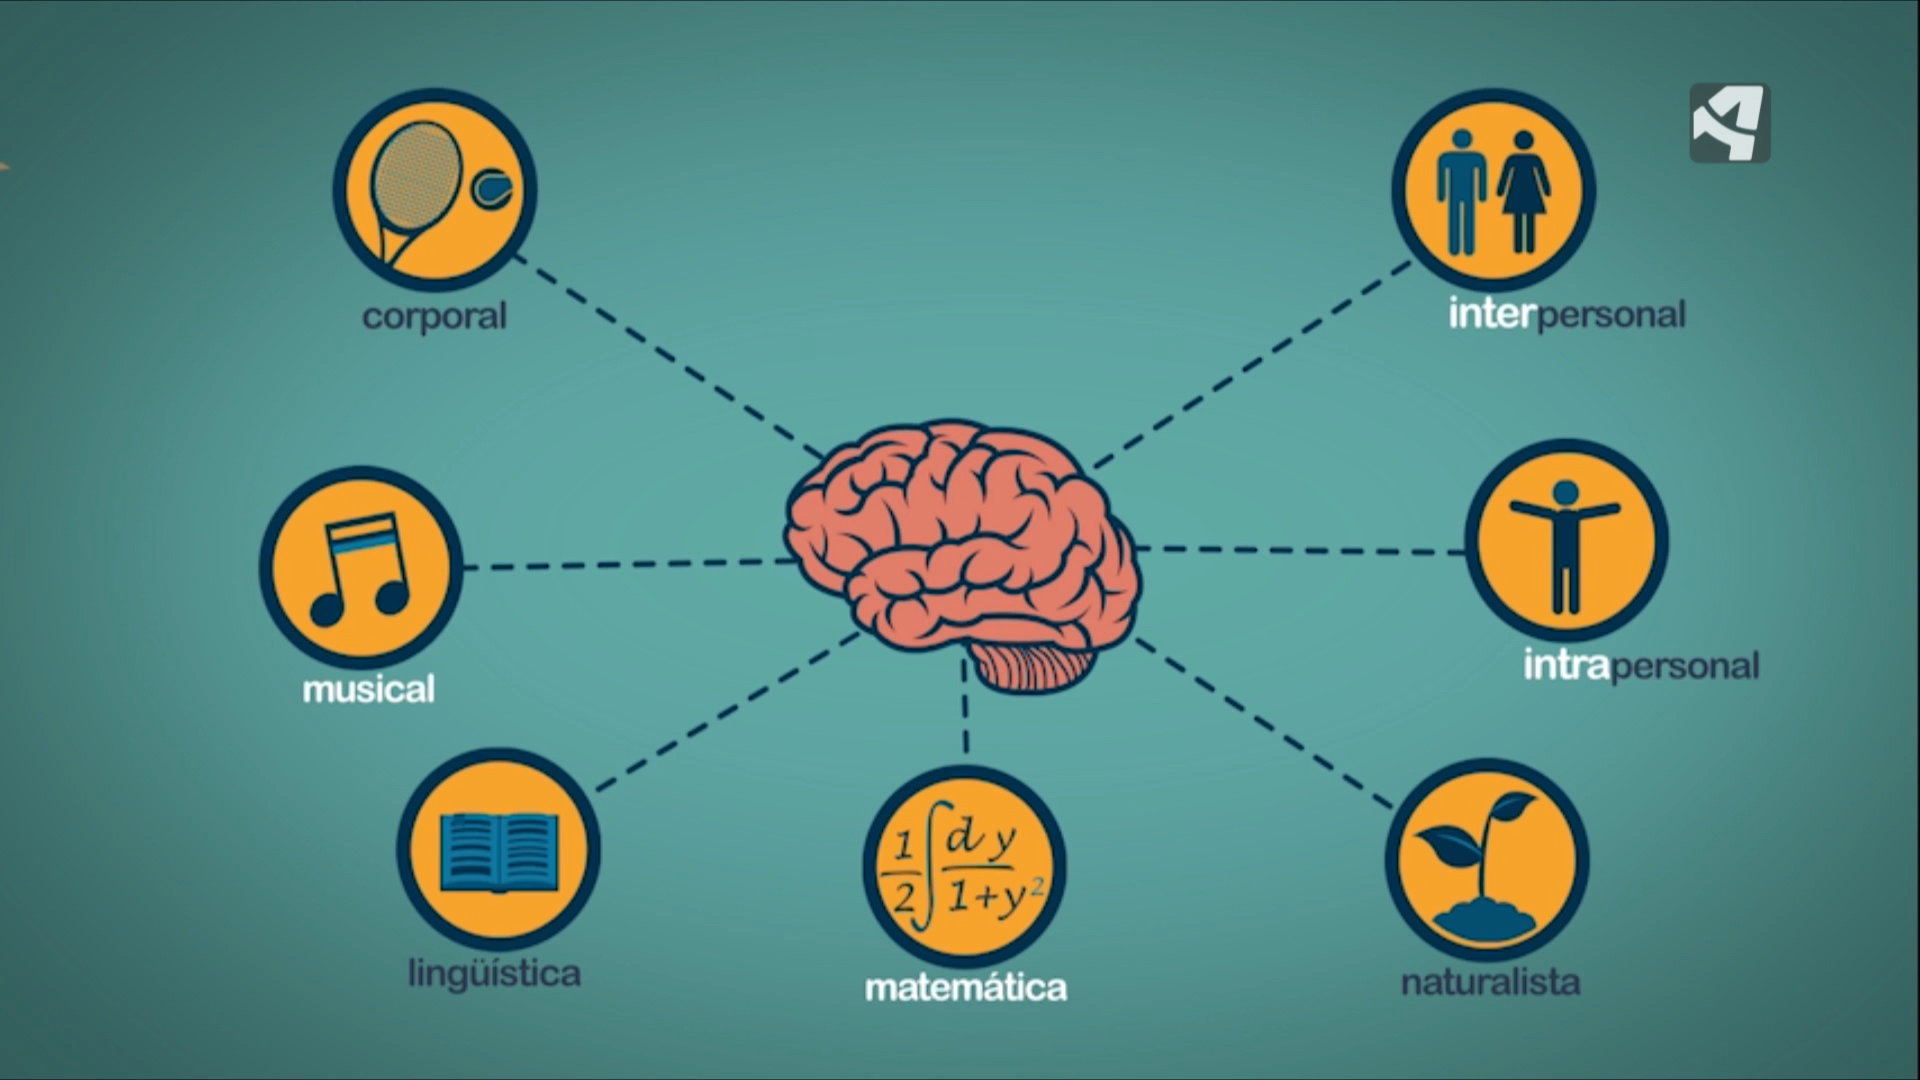 corporal
interpersonal
musical
intrapersonal
lingüística
1/2 ∫ dy/1+y²
matemática
naturalista